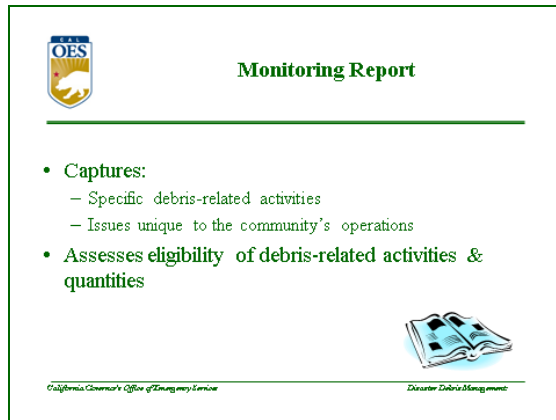 CAL
OES
Monitoring Report
• Captures:
– Specific debris-related activities
– Issues unique to the community's operations
• Assesses eligibility of debris-related activities &
quantities
California Governor's Office of Emergency Services
Disaster Debris Management